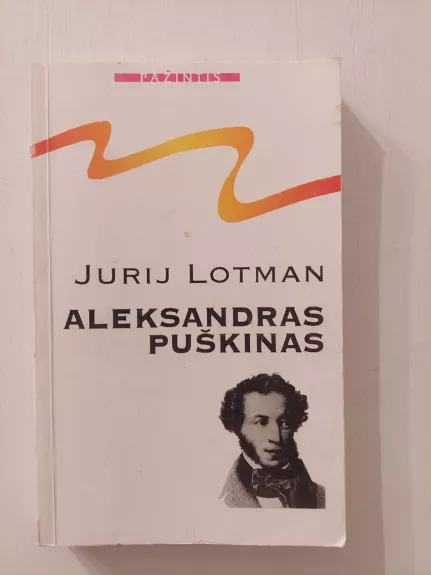 PAŽINTIS
JURIJ LOTMAN
ALEKSANDRAS
PUŠKINAS